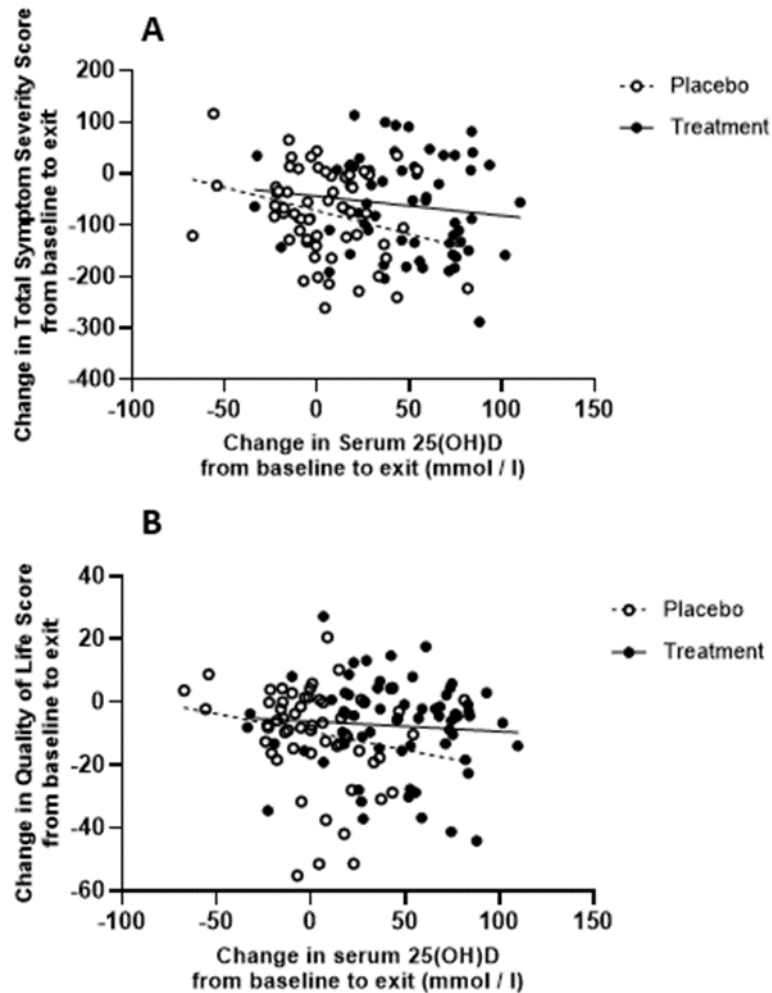 A
Change in Total Symptom Severity Score
from baseline to exit
200
100
0
-100
-200
-300
-400
-100
-50
0
50
100
150
Change in Serum 25(OH)D
from baseline to exit (mmol / l)
Placebo
Treatment
B
Change in Quality of Life Score
from baseline to exit
40
20
0
-20
-40
-60
-100
-50
0
50
100
150
Change in serum 25(OH)D
from baseline to exit (mmol / l)
Placebo
Treatment